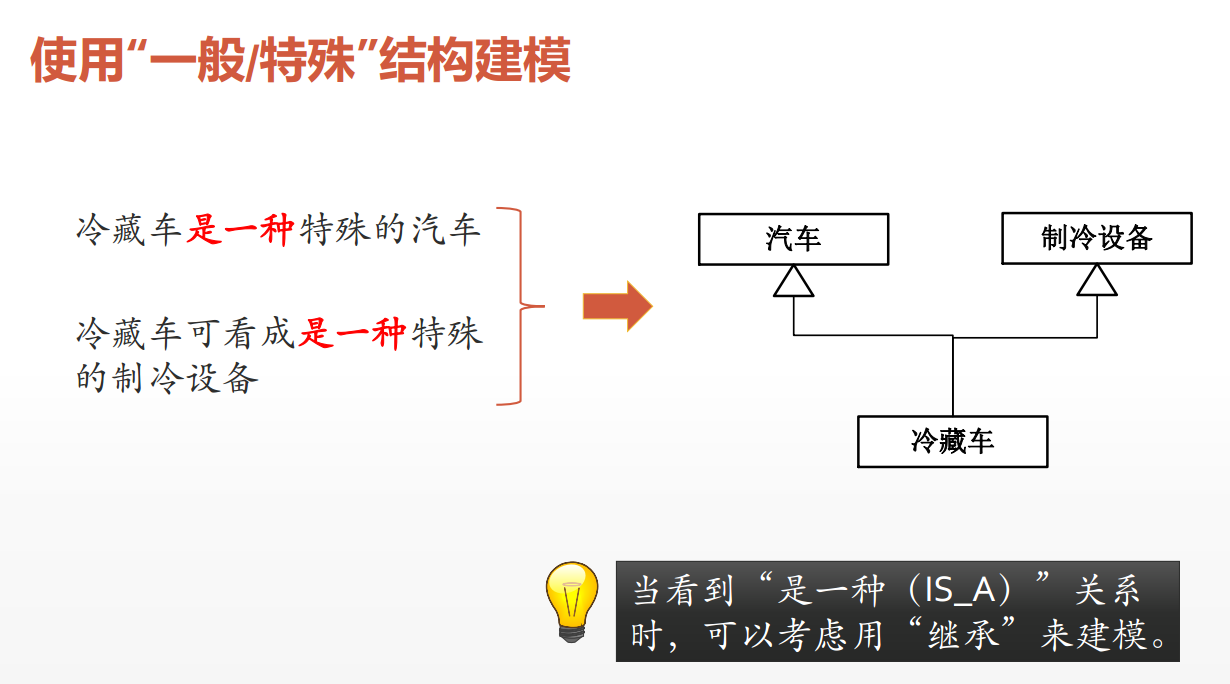 使用“一般/特殊”结构建模
冷藏车是一种特殊的汽车
冷藏车可看成是一种特殊
的制冷设备
汽车
制冷设备
冷藏车
当看到“是一种（IS_A）”关系
时，可以考虑用“继承”来建模。